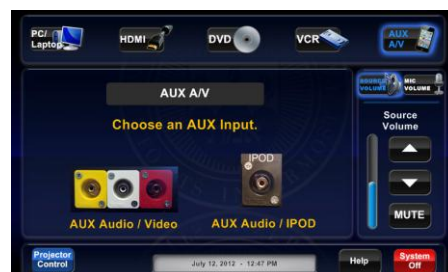 PC/
Laptop
HDMI
DVD
VCR
AUX
A/V
AUX A/V
SOURCE
VOLUME
MIC
VOLUME
Choose an AUX Input.
Source
Volume
IPOD
MUTE
AUX Audio / Video
AUX Audio / IPOD
Projector
Control
July 12, 2012 - 12:47 PM
Help
System
Off